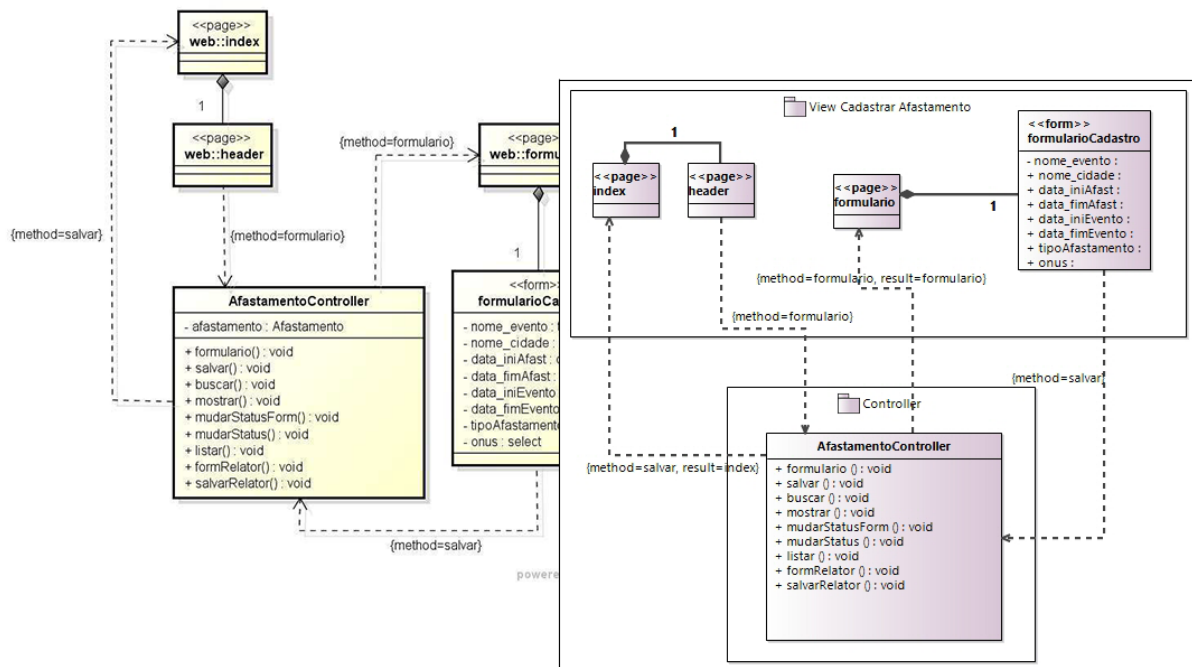 <<page>>
web::index
1
<<page>>
web::header
{method=salvar}
{method=formulario}
{method=formulario}
<<page>>
web::formu
1
AfastamentoController
- afastamento : Afastamento
+ formulario() : void
+ salvar() : void
+ buscar() : void
+ mostrar() : void
+ mudarStatusForm() : void
+ mudarStatus() : void
+ listar() : void
+ formRelator() : void
+ salvarRelator() : void
<<form>>
formularioCa
- nome_evento : t
- nome_cidade :
- data_iniAfast : d
- data_fimAfast :
- data_iniEvento
- data_fimEvento
- tipoAfastamento
- onus : select
{method=salvar}
powere
View Cadastrar Afastamento
1
<<page>>
index
<<page>>
header
<<page>>
formulario
1
<<form>>
formularioCadastro
- nome_evento :
+ nome_cidade :
+ data_iniAfast :
+ data_fimAfast :
+ data_iniEvento :
+ data_fimEvento :
+ tipoAfastamento :
+ onus :
{method=formulario, result=formulario}
{method=formulario}
{method=salvar}
{method=salvar, result=index}
Controller
AfastamentoController
+ formulario () : void
+ salvar () : void
+ buscar () : void
+ mostrar () : void
+ mudarStatusForm () : void
+ mudarStatus () : void
+ listar () : void
+ formRelator () : void
+ salvarRelator () : void